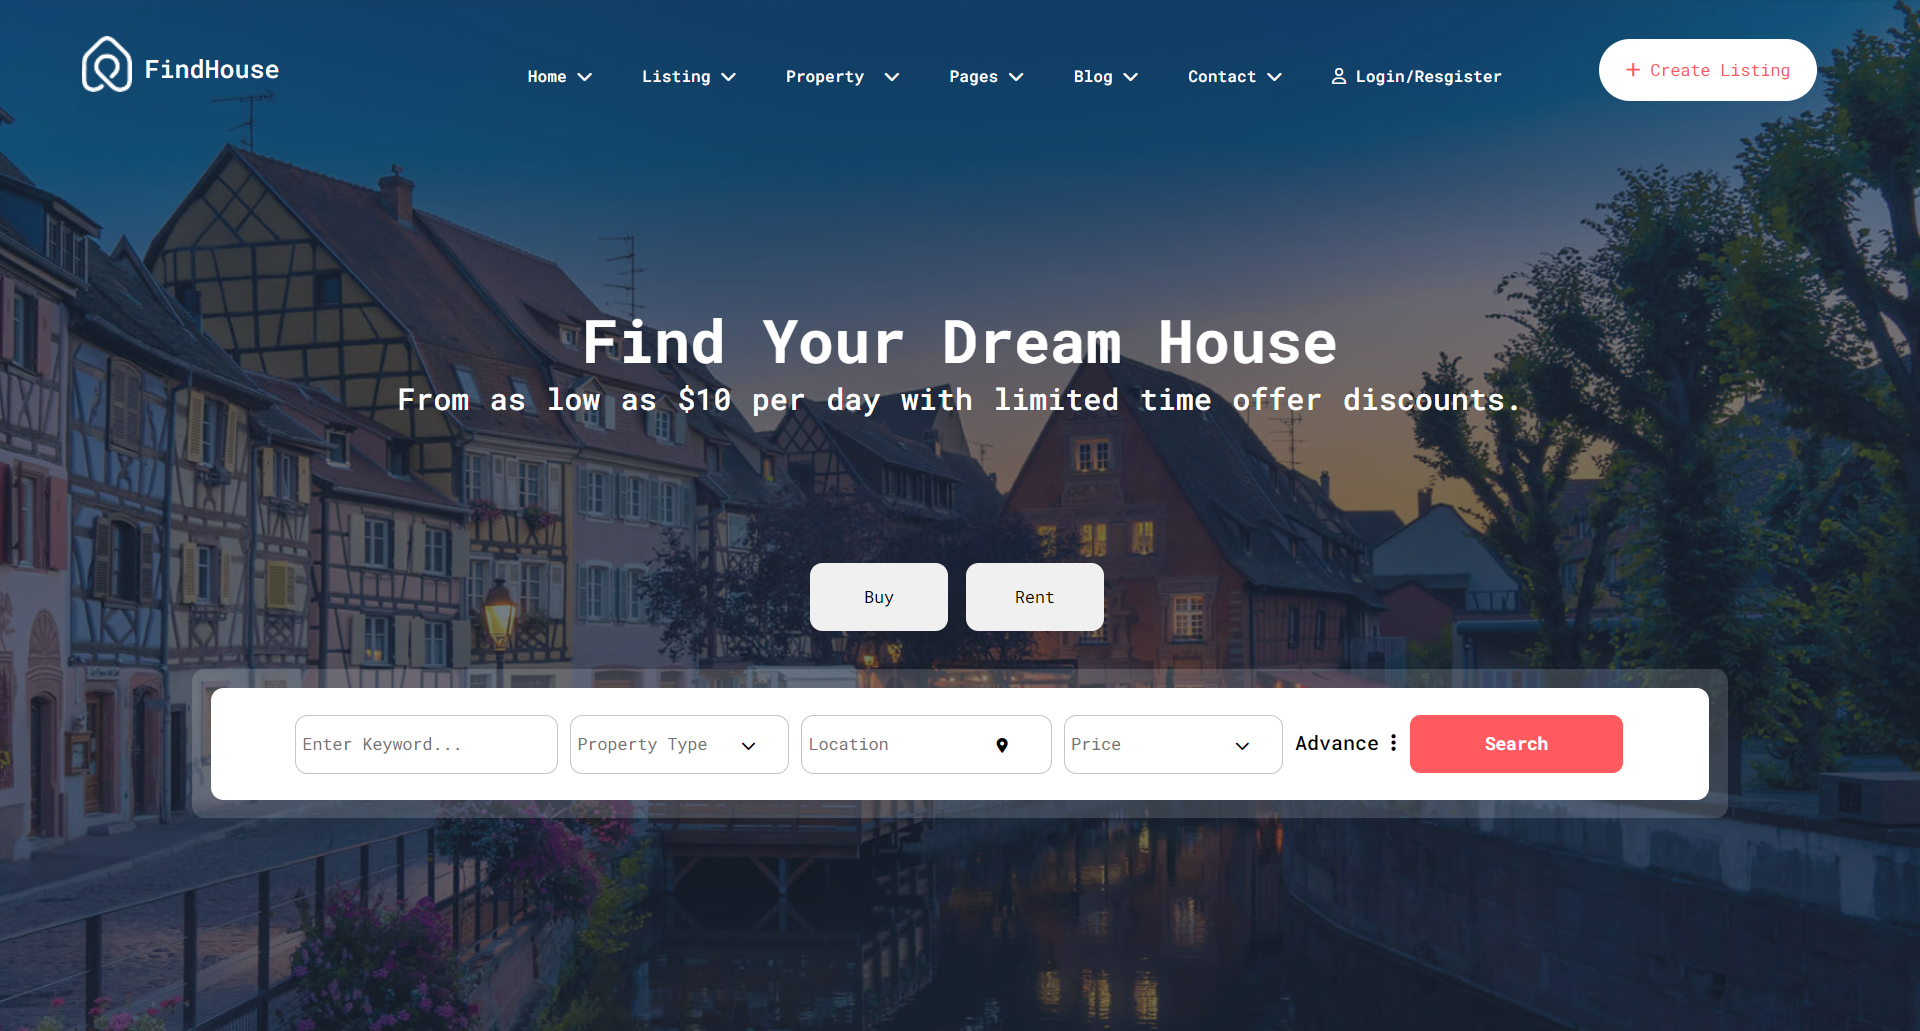 FindHouse
Home Listing Property Pages Blog Contact Login/Resgister
+ Create Listing
Find Your Dream House
From as low as $10 per day with limited time offer discounts.
Buy Rent
Enter Keyword... Property Type Location Price Advance Search